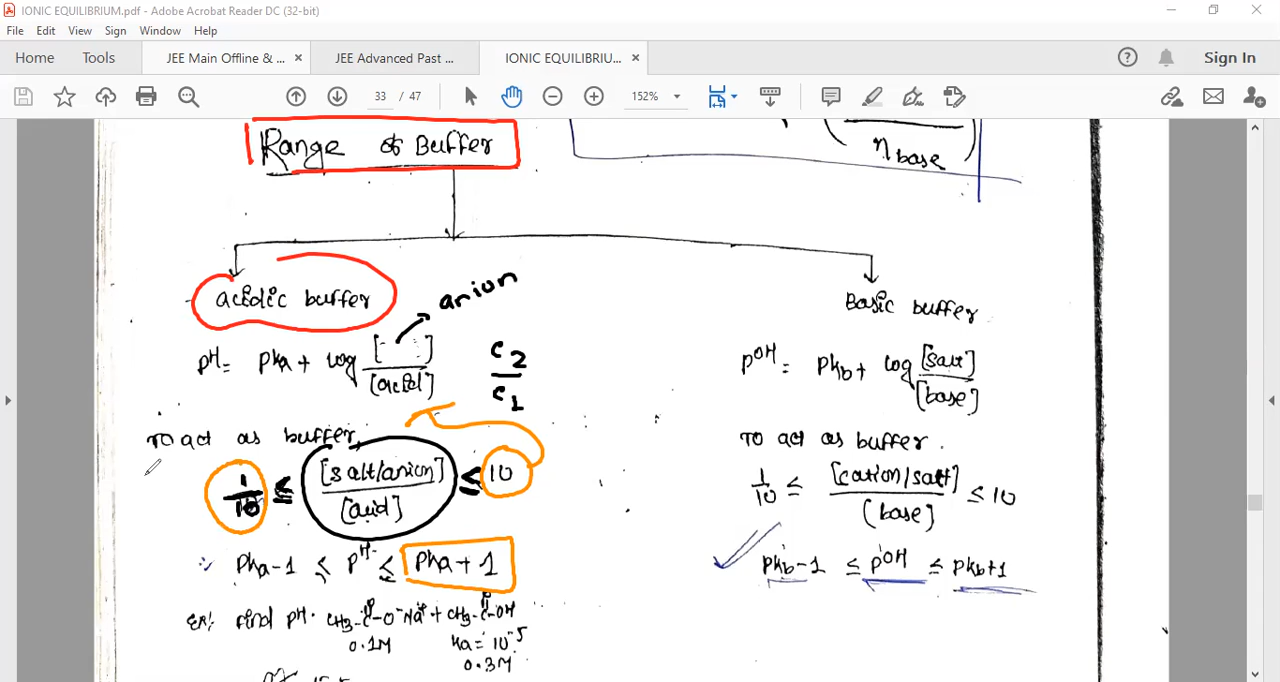 IONIC EQUILIBRIUM.pdf - Adobe Acrobat Reader DC (32-bit)
File Edit View Sign Window Help
Home Tools JEE Main Offline & ... × JEE Advanced Past ... IONIC EQUILIBRIU... × Sign In
33 / 47 152%
Range of Buffer
n base
acidic buffer
anion
Basic buffer
pH = pka + log [ ] / [acid]
C2 / C1
pOH = pkb + log [salt] / [base]
To act as buffer
To act as buffer.
1/10 ≤ [salt/anion] / [acid] ≤ 10
1/10 ≤ [cation/salt] / (base) ≤ 10
∵ pka-1 ≤ pH ≤ pka+1
pkb-1 ≤ pOH ≤ pkb+1
Ex: Find pH. CH3-C-O⁻Na⁺ + CH3-C-OH
O O
0.1M ka = 10⁻⁵
0.3M